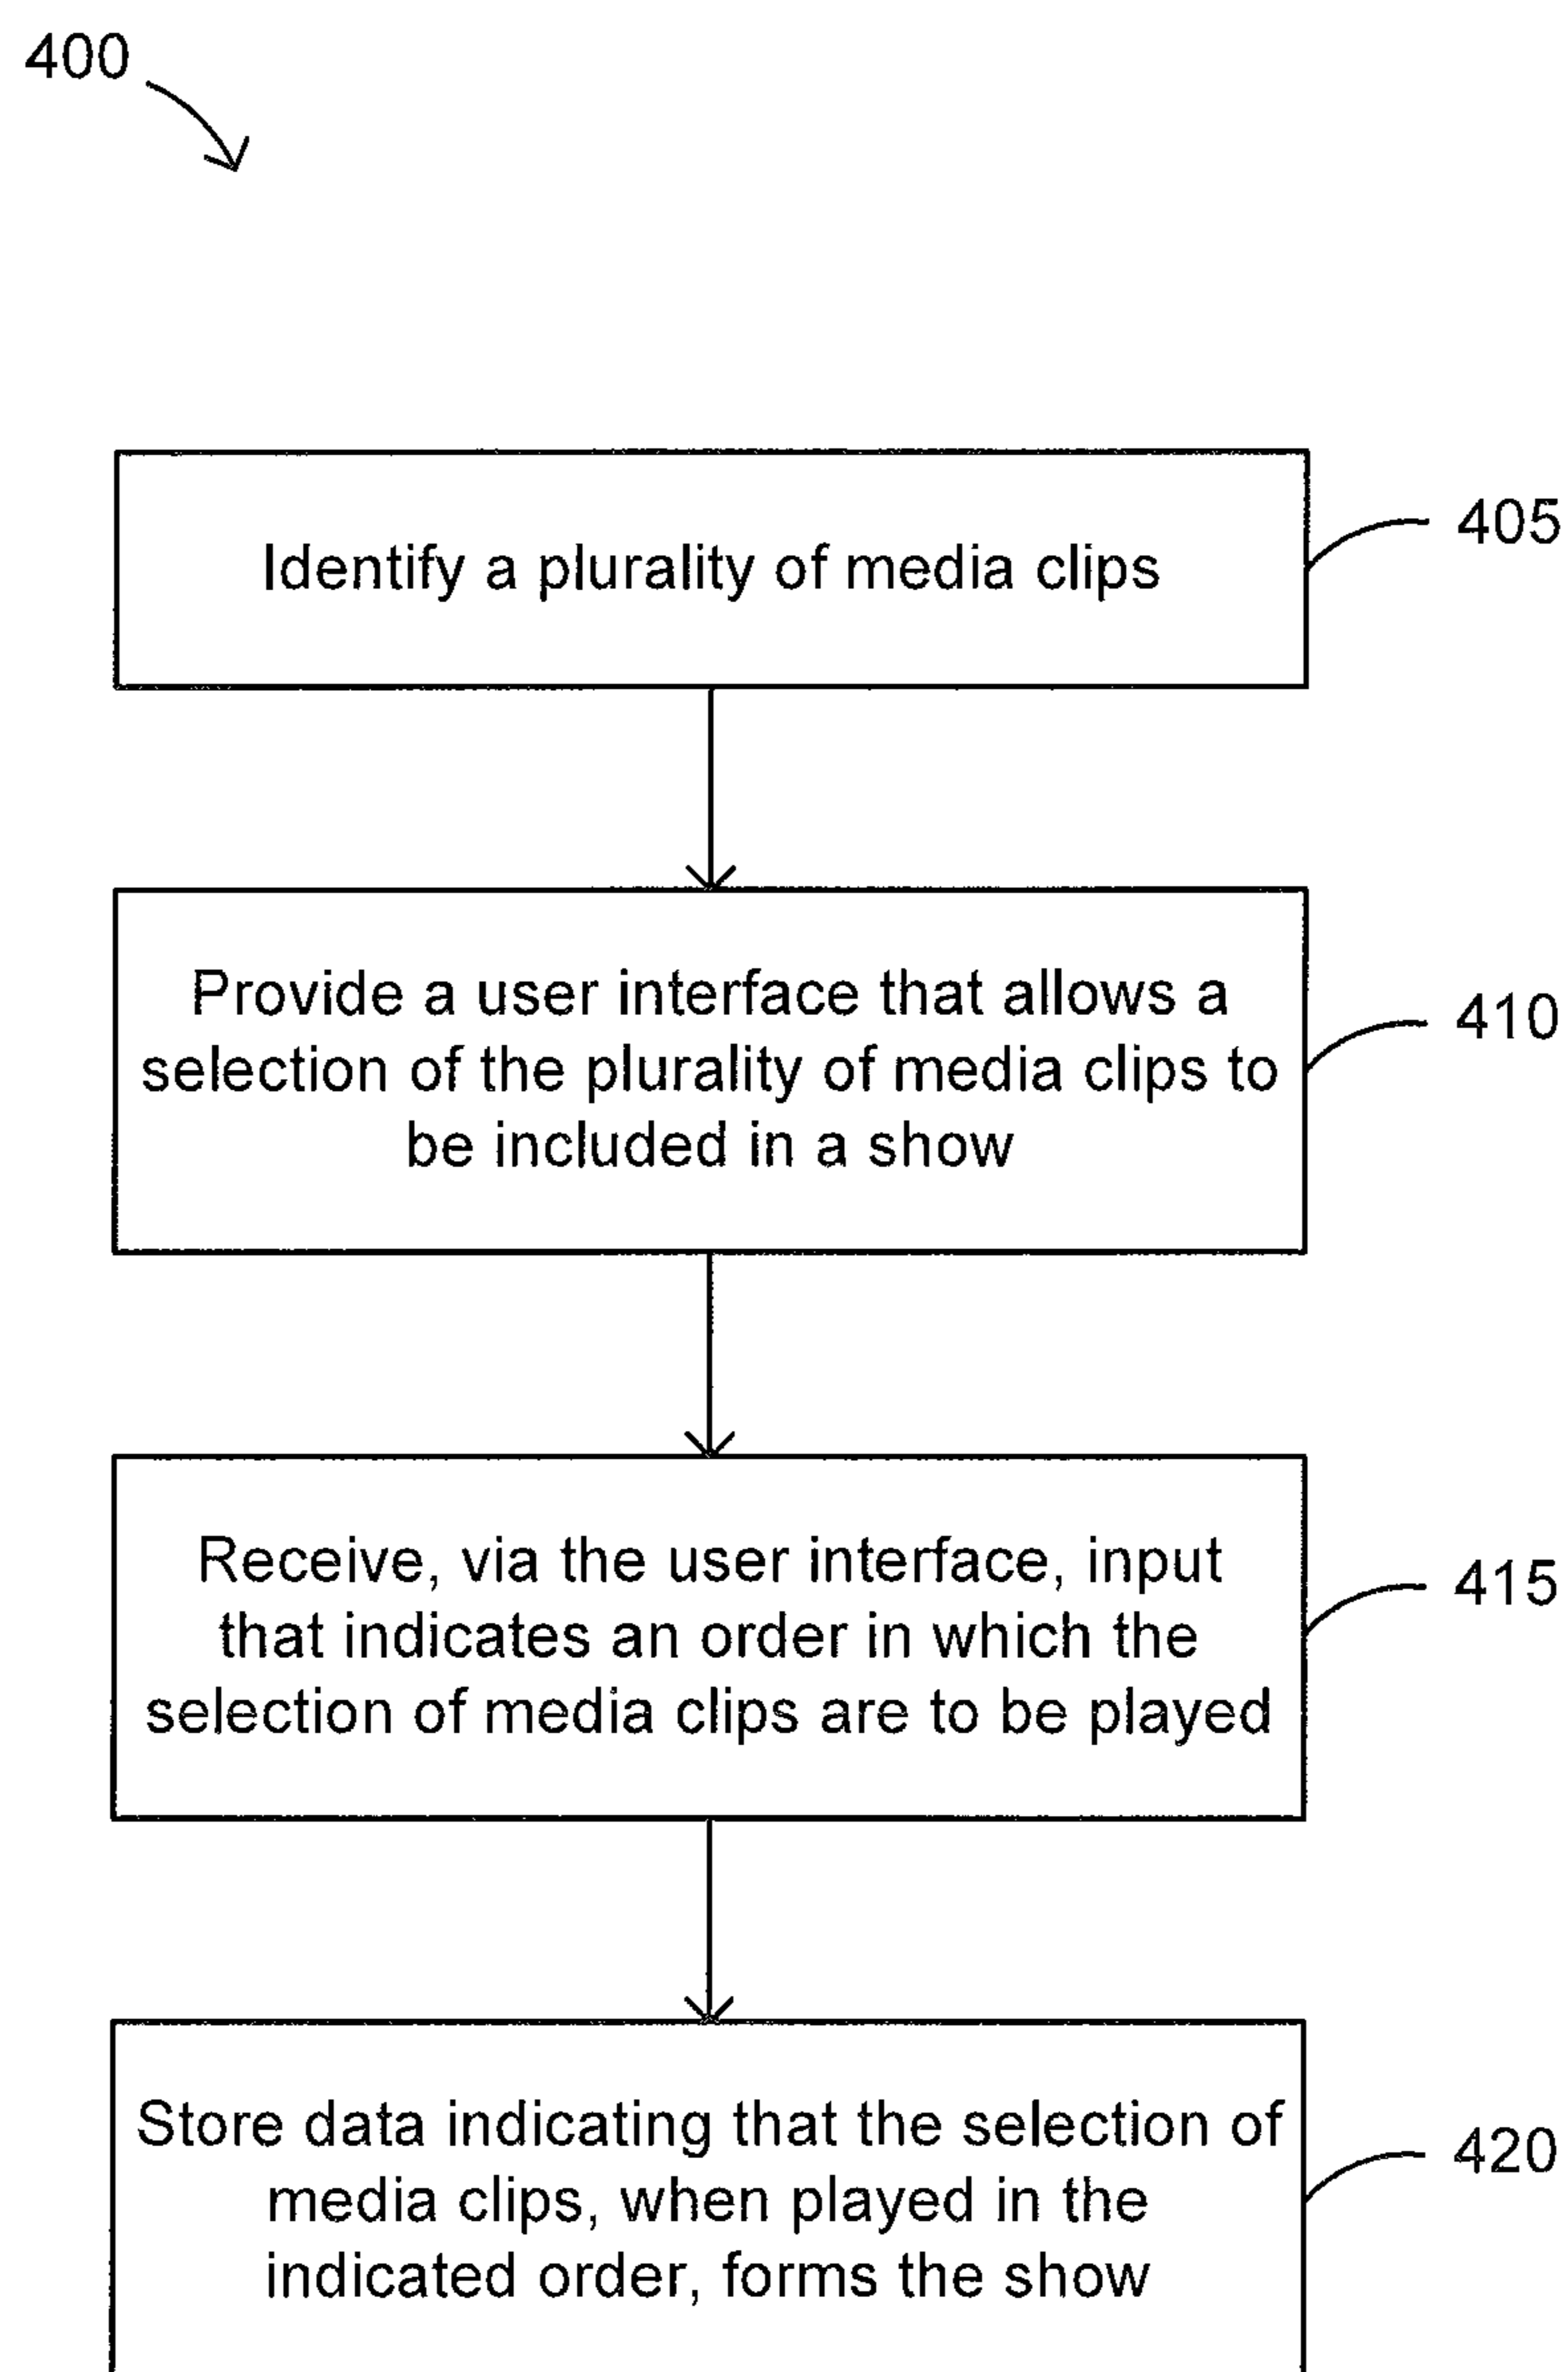 400
Identify a plurality of media clips
405
Provide a user interface that allows a
selection of the plurality of media clips to
be included in a show
410
Receive, via the user interface, input
that indicates an order in which the
selection of media clips are to be played
415
Store data indicating that the selection of
media clips, when played in the
indicated order, forms the show
420